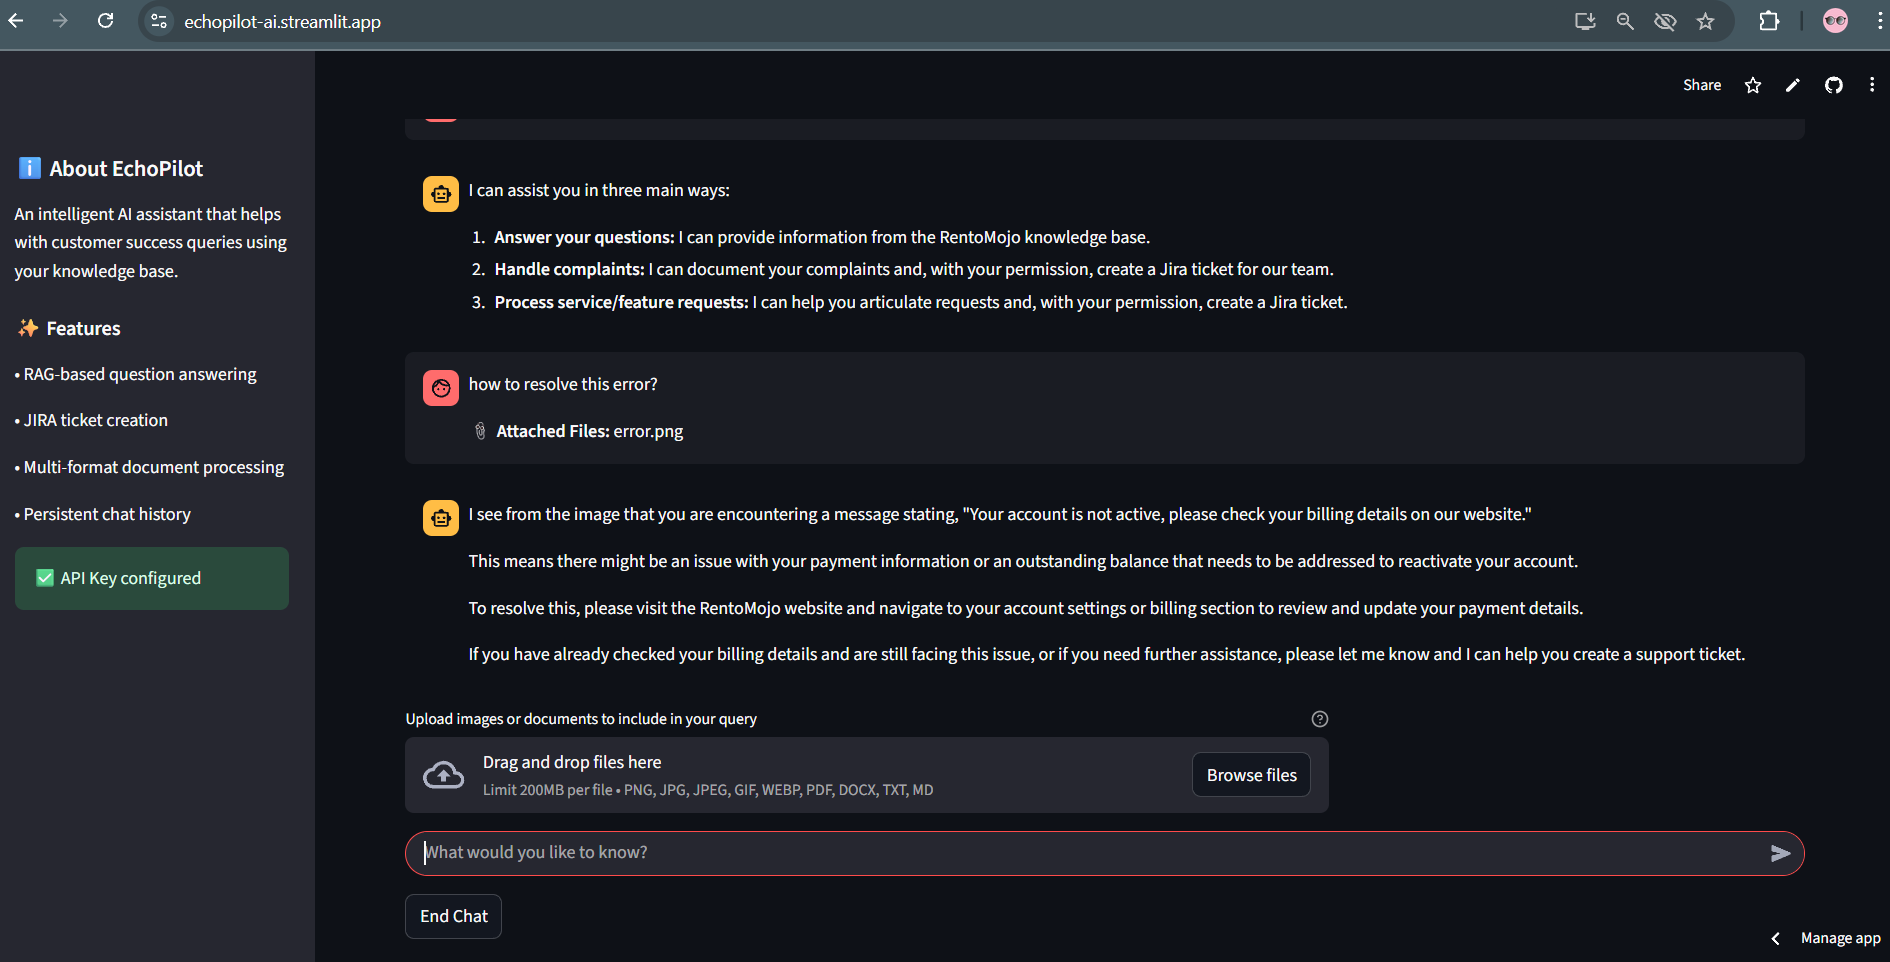 echopilot-ai.streamlit.app
Share
About EchoPilot
An intelligent AI assistant that helps
with customer success queries using
your knowledge base.
✨ Features
• RAG-based question answering
• JIRA ticket creation
• Multi-format document processing
• Persistent chat history
✅ API Key configured
I can assist you in three main ways:
1. Answer your questions: I can provide information from the RentoMojo knowledge base.
2. Handle complaints: I can document your complaints and, with your permission, create a Jira ticket for our team.
3. Process service/feature requests: I can help you articulate requests and, with your permission, create a Jira ticket.
how to resolve this error?
Attached Files: error.png
I see from the image that you are encountering a message stating, "Your account is not active, please check your billing details on our website."
This means there might be an issue with your payment information or an outstanding balance that needs to be addressed to reactivate your account.
To resolve this, please visit the RentoMojo website and navigate to your account settings or billing section to review and update your payment details.
If you have already checked your billing details and are still facing this issue, or if you need further assistance, please let me know and I can help you create a support ticket.
Upload images or documents to include in your query
Drag and drop files here
Limit 200MB per file • PNG, JPG, JPEG, GIF, WEBP, PDF, DOCX, TXT, MD
Browse files
What would you like to know?
End Chat
Manage app